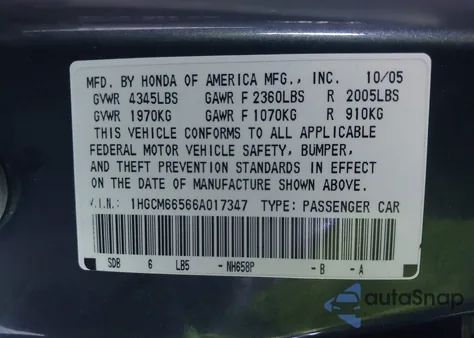 MFD. BY HONDA OF AMERICA MFG., INC. 10/05
GVWR 4345LBS GAWR F 2360LBS R 2005LBS
GVWR 1970KG GAWR F 1070KG R 910KG
THIS VEHICLE CONFORMS TO ALL APPLICABLE
FEDERAL MOTOR VEHICLE SAFETY, BUMPER,
AND THEFT PREVENTION STANDARDS IN EFFECT
ON THE DATE OF MANUFACTURE SHOWN ABOVE.
V.I.N.: 1HGCM66566A017347 TYPE: PASSENGER CAR
SDB 6 LB5 -NH658P -B -A
autoSnap